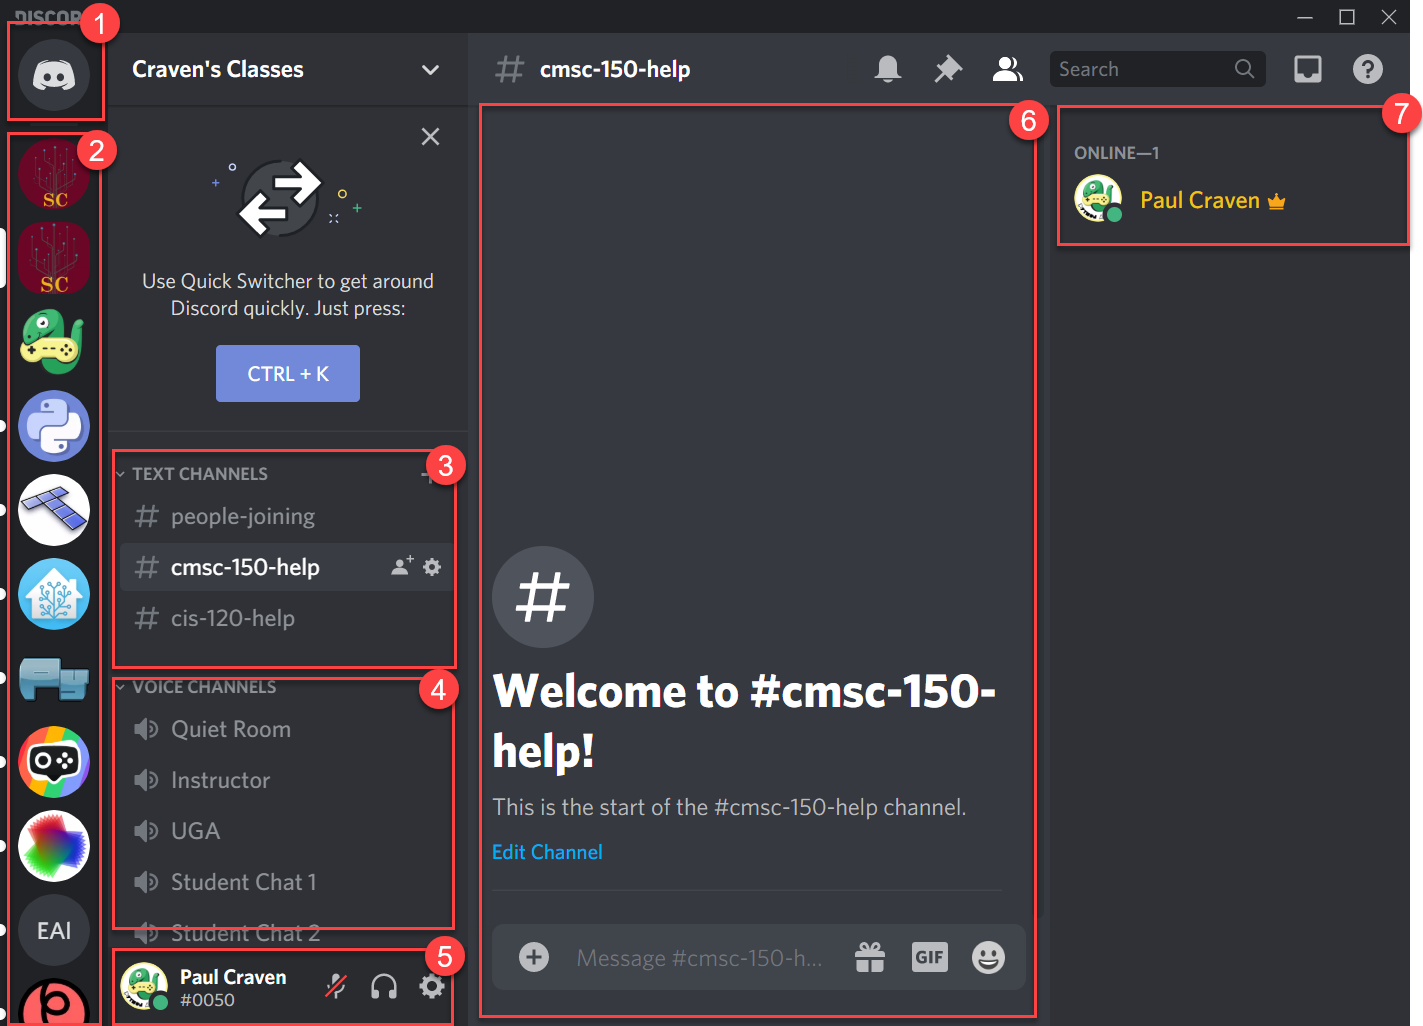 DISCOR
1
2
SC
SC
EAI
Craven's Classes
Use Quick Switcher to get around
Discord quickly. Just press:
CTRL + K
3
TEXT CHANNELS
# people-joining
# cmsc-150-help
# cis-120-help
4
VOICE CHANNELS
Quiet Room
Instructor
UGA
Student Chat 1
Student Chat 2
5
Paul Craven
#0050
# cmsc-150-help
Search
?
6
#
Welcome to #cmsc-150-
help!
This is the start of the #cmsc-150-help channel.
Edit Channel
Message #cmsc-150-h...
GIF
7
ONLINE—1
Paul Craven